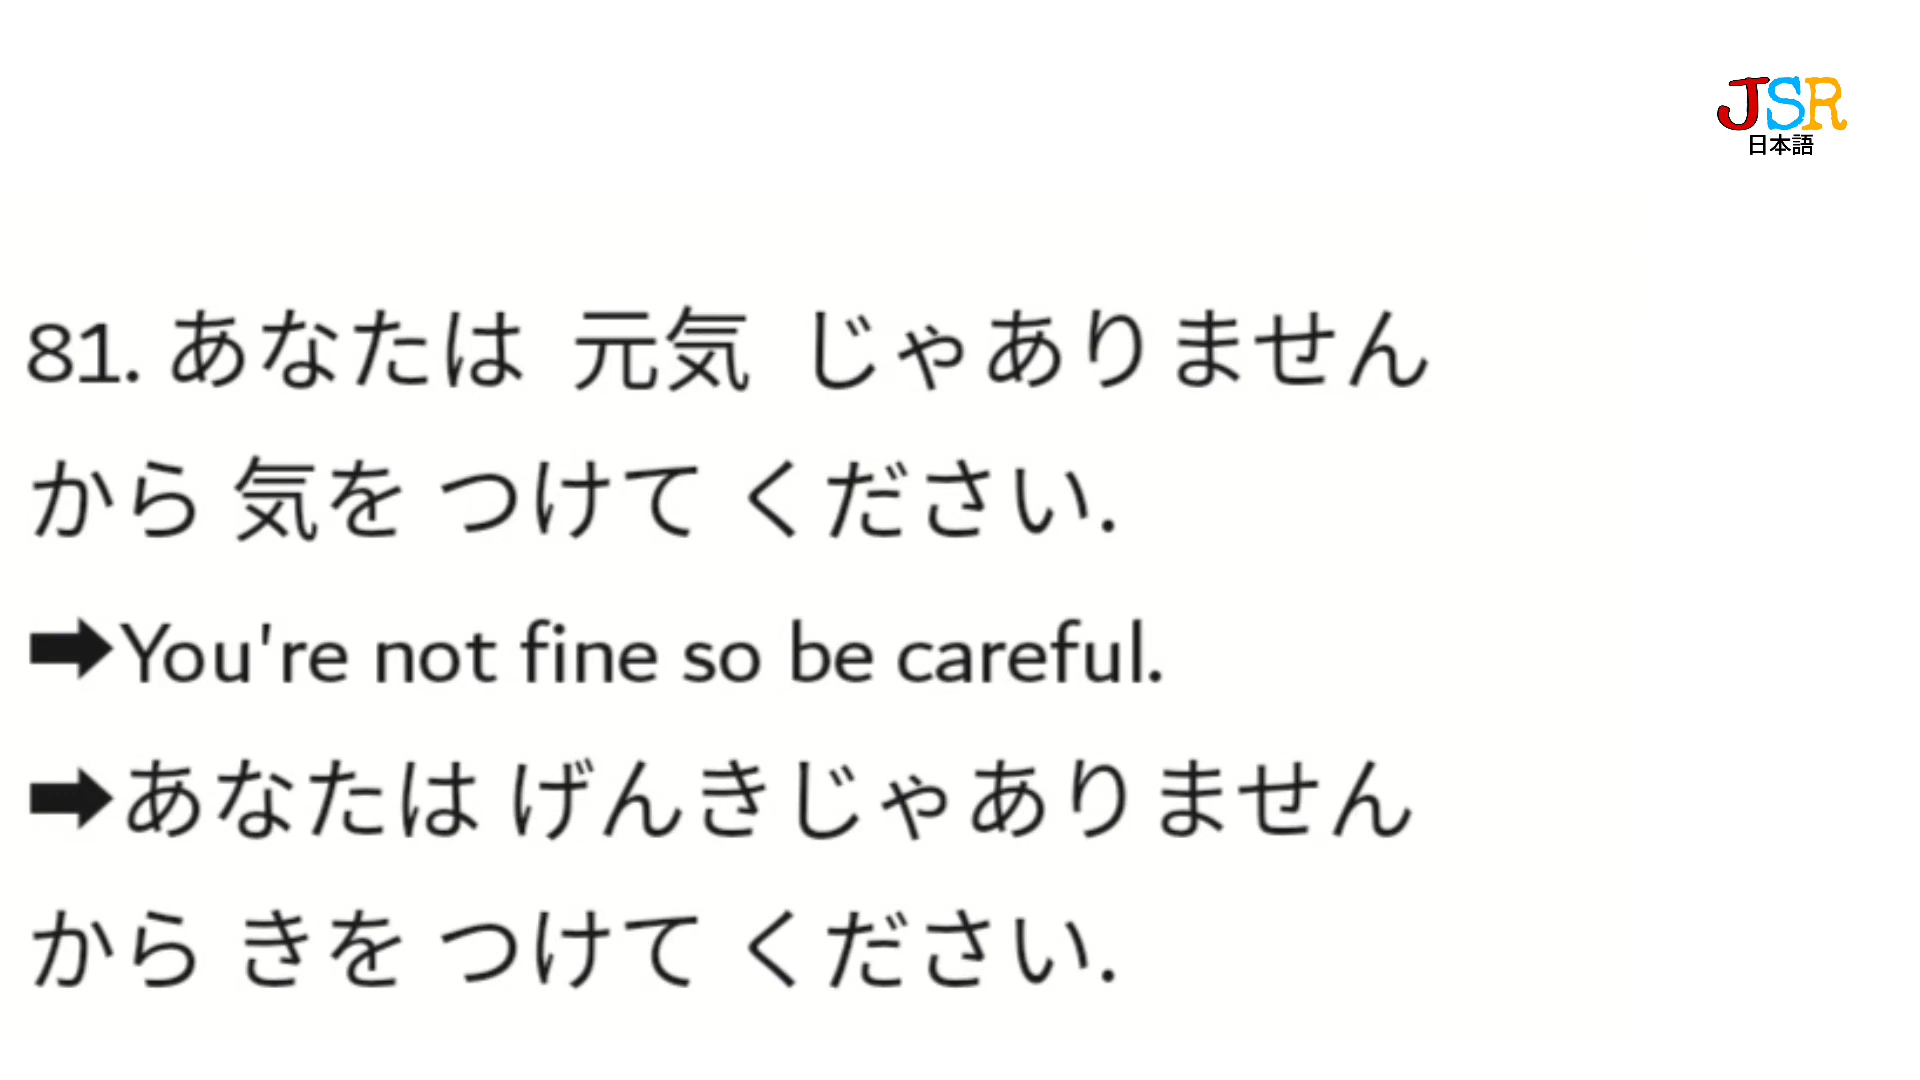 JSR
日本語
81. あなたは 元気 じゃありません
から 気を つけて ください.
➡You're not fine so be careful.
➡あなたは げんきじゃありません
から きを つけて ください.